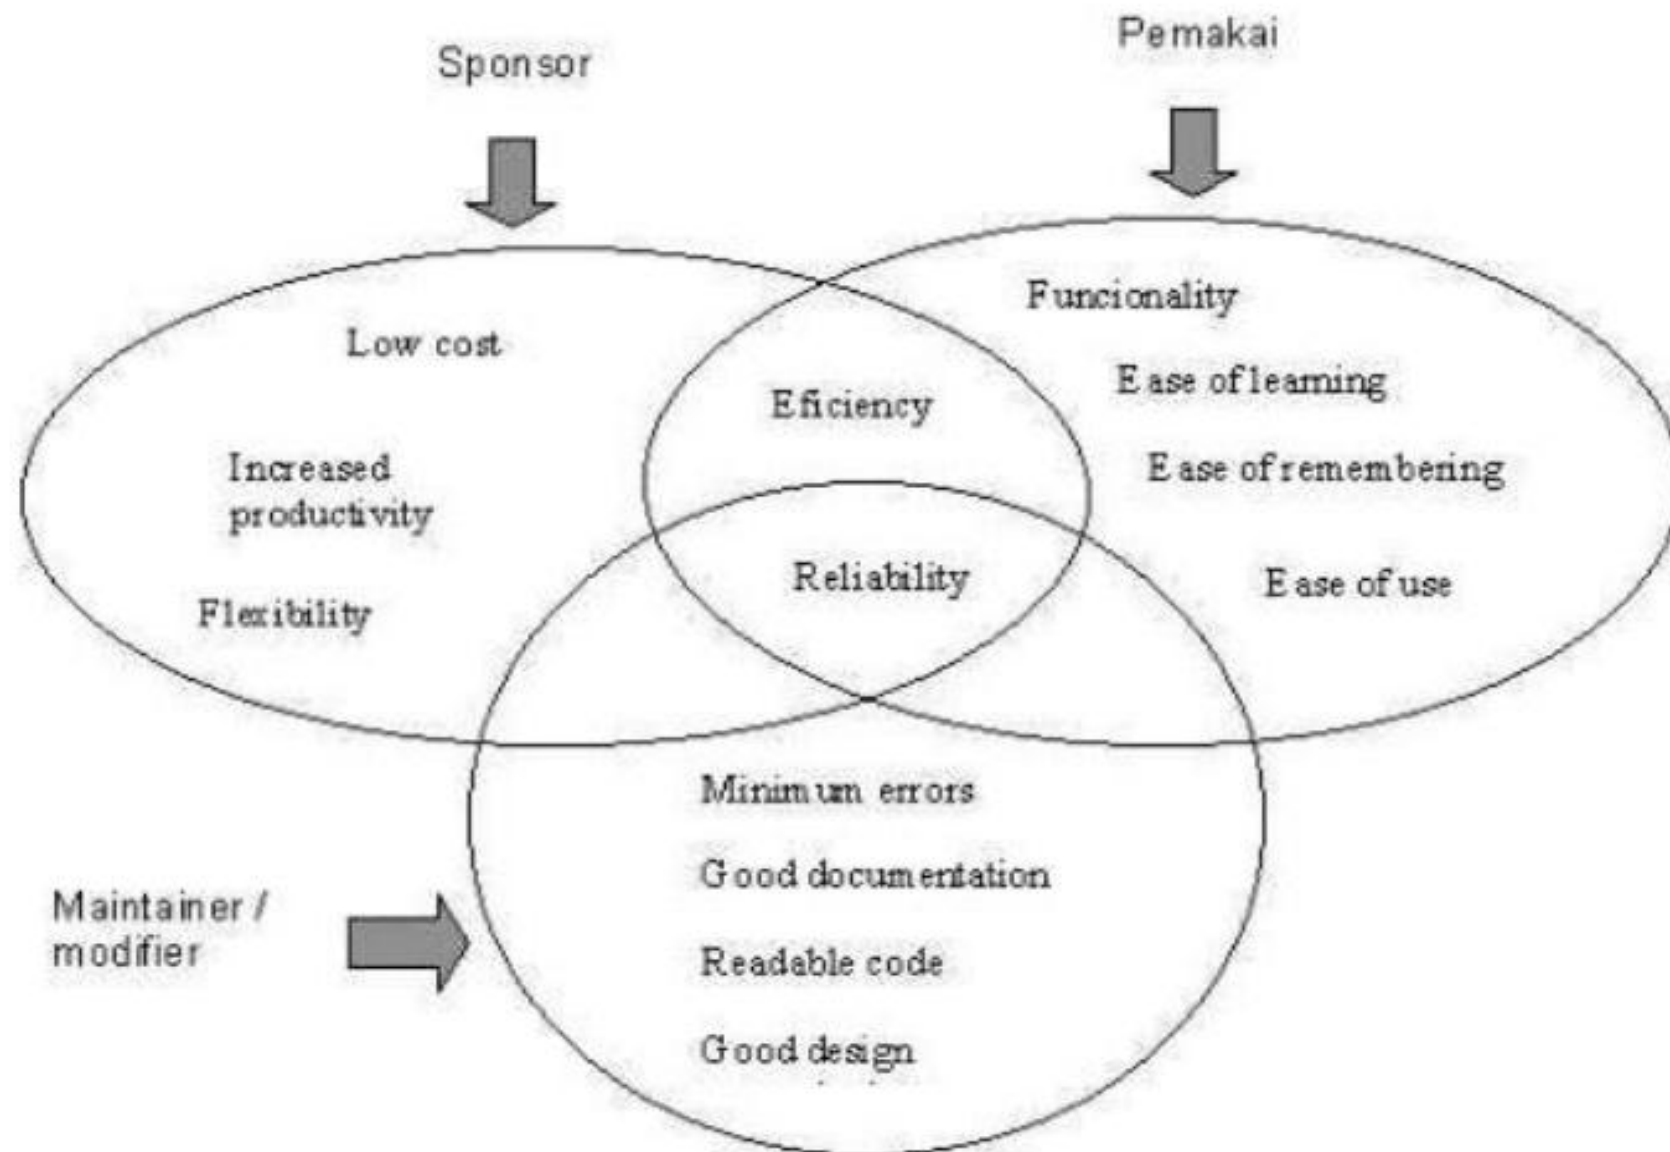 Sponsor
Pemakai
Low cost
Funcionality
Eficiency
Ease of learning
Increased
productivity
Ease of remembering
Flexibility
Reliability
Ease of use
Minimum errors
Good documentation
Maintainer /
modifier
Readable code
Good design